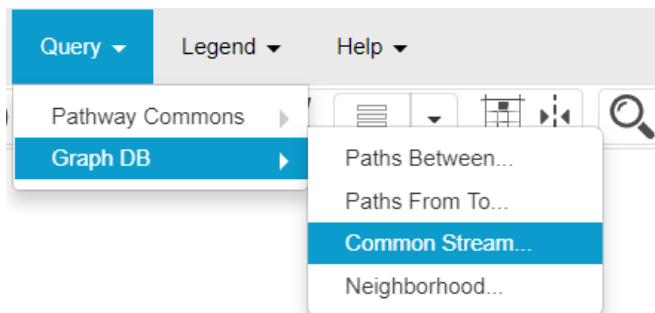 Query Legend Help
Pathway Commons
Graph DB
Paths Between...
Paths From To...
Common Stream...
Neighborhood...